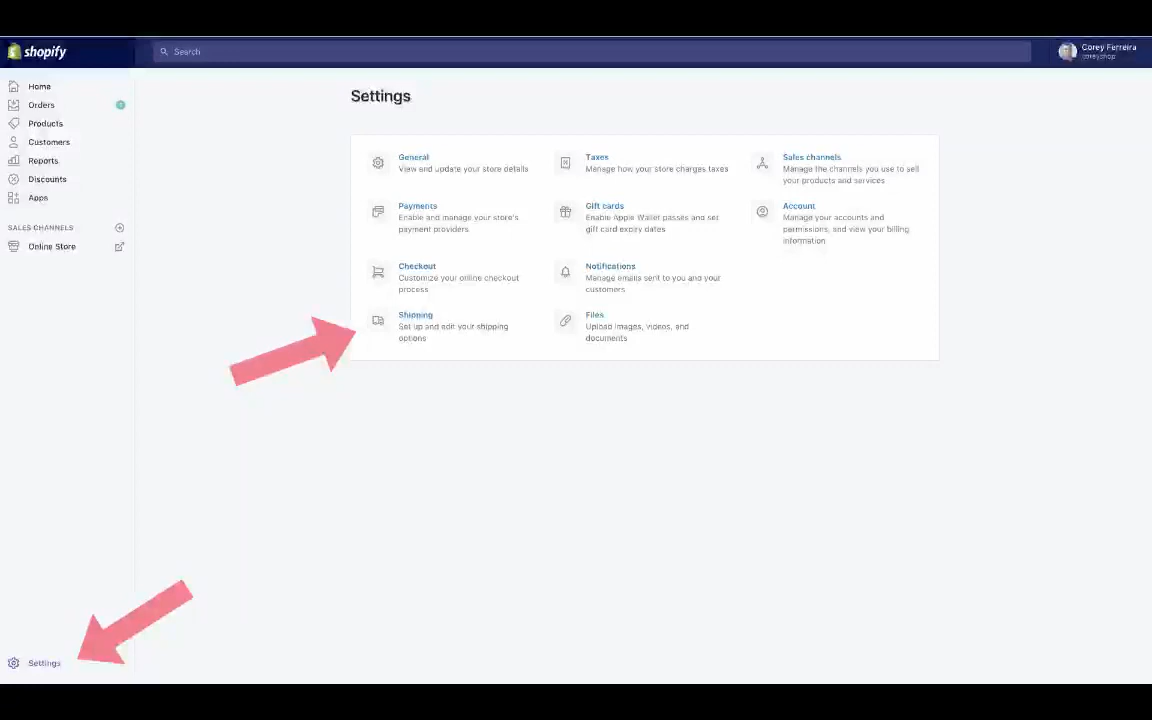 shopify
Search
Corey Ferreira
coreyshop
Home
Orders
Products
Customers
Reports
Discounts
Apps
SALES CHANNELS
Online Store
Settings
Settings
General
View and update your store details
Payments
Enable and manage your store's
payment providers
Checkout
Customize your online checkout
process
Shipping
Set up and edit your shipping
options
Taxes
Manage how your store charges taxes
Gift cards
Enable Apple Wallet passes and set
gift card expiry dates
Notifications
Manage emails sent to you and your
customers
Files
Upload images, videos, and
documents
Sales channels
Manage the channels you use to sell
your products and services
Account
Manage your accounts and
permissions, and view your billing
information